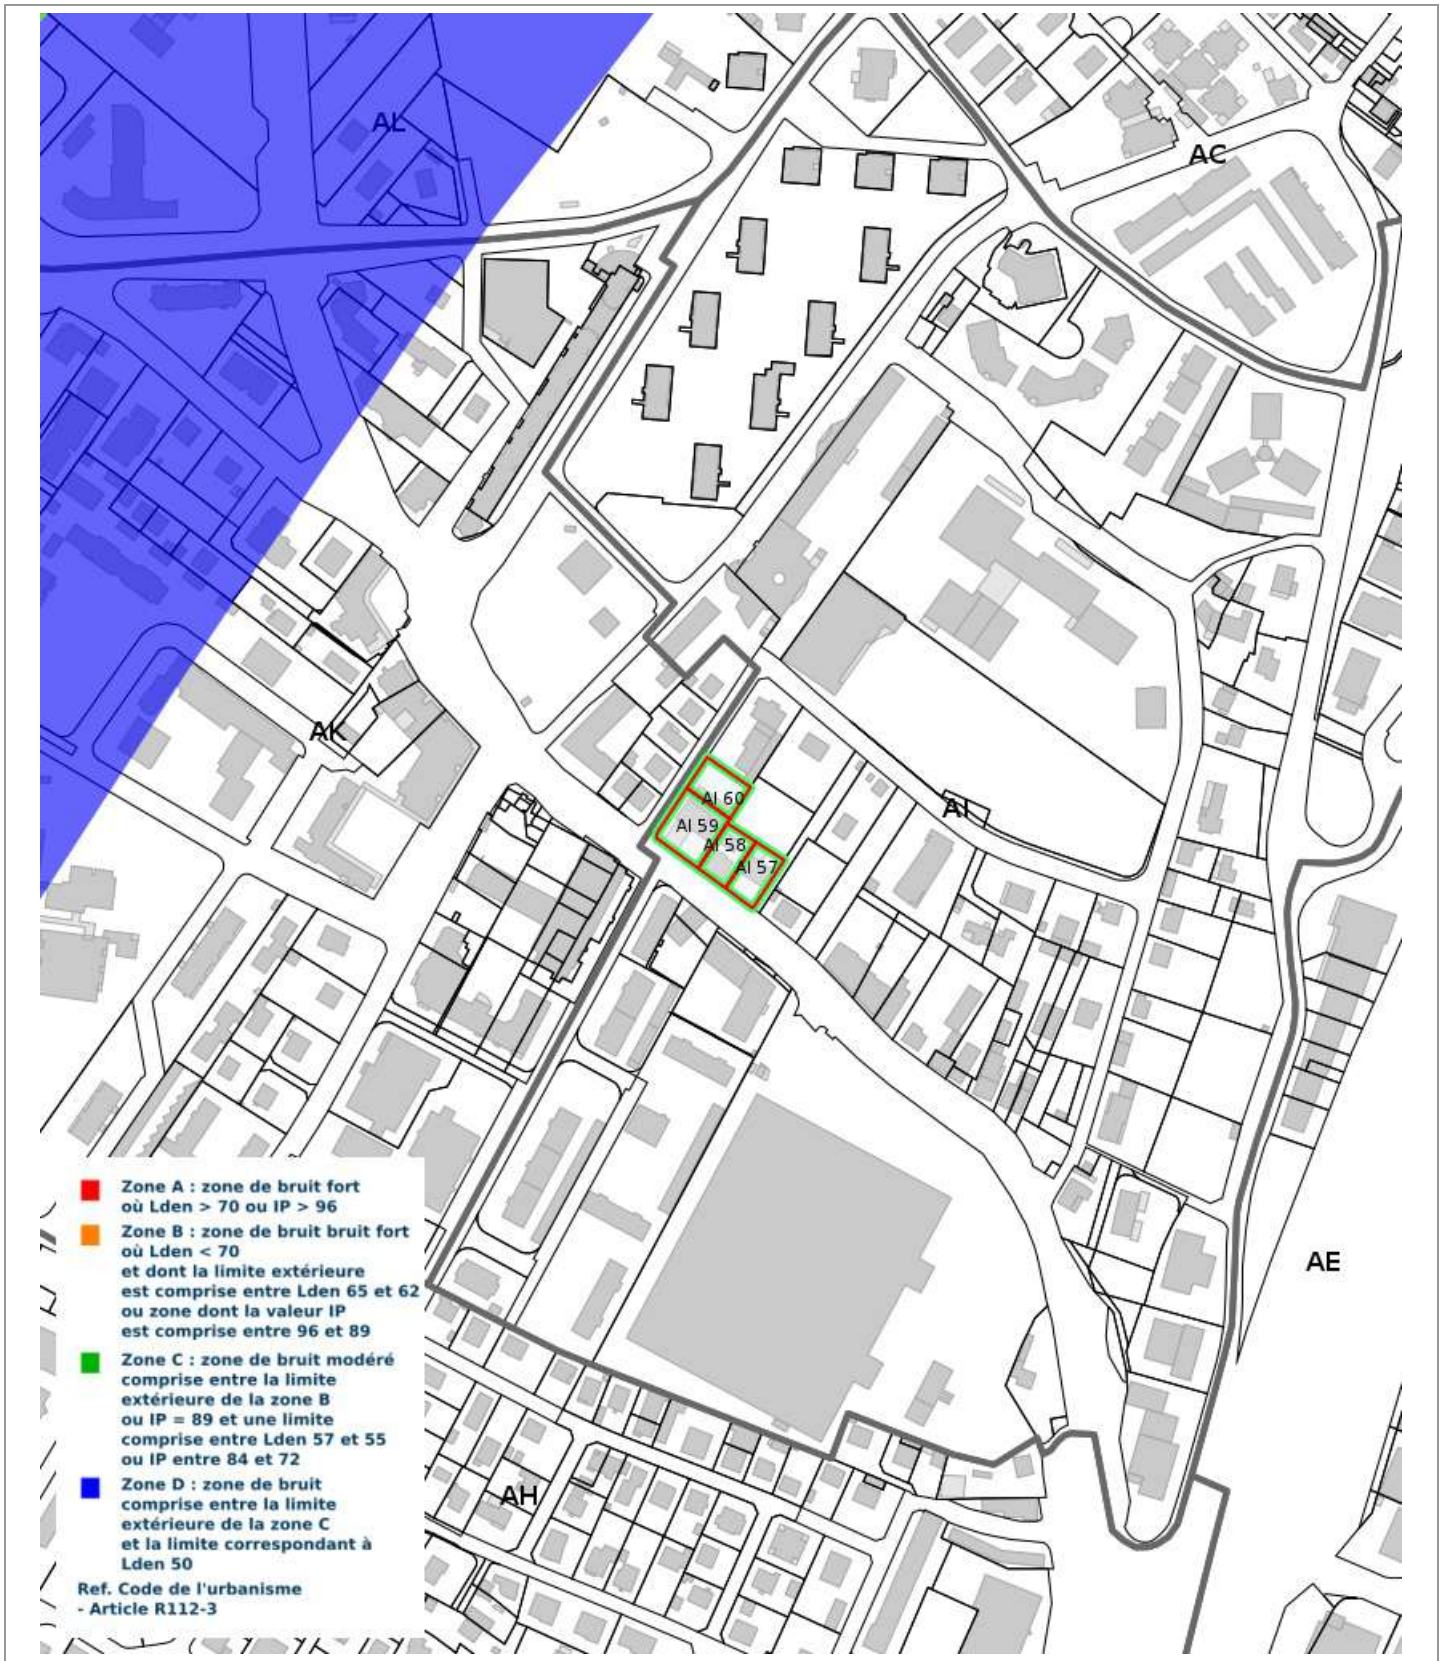 AL
AC
AK
AI 60
AI
AI 59
AI 58
AI 57
Zone A : zone de bruit fort
où Lden > 70 ou IP > 96
Zone B : zone de bruit bruit fort
où Lden < 70
et dont la limite extérieure
est comprise entre Lden 65 et 62
ou zone dont la valeur IP
est comprise entre 96 et 89
Zone C : zone de bruit modéré
comprise entre la limite
extérieure de la zone B
ou IP = 89 et une limite
comprise entre Lden 57 et 55
ou IP entre 84 et 72
Zone D : zone de bruit
comprise entre la limite
extérieure de la zone C
et la limite correspondant à
Lden 50
Ref. Code de l'urbanisme
- Article R112-3
AE
AH